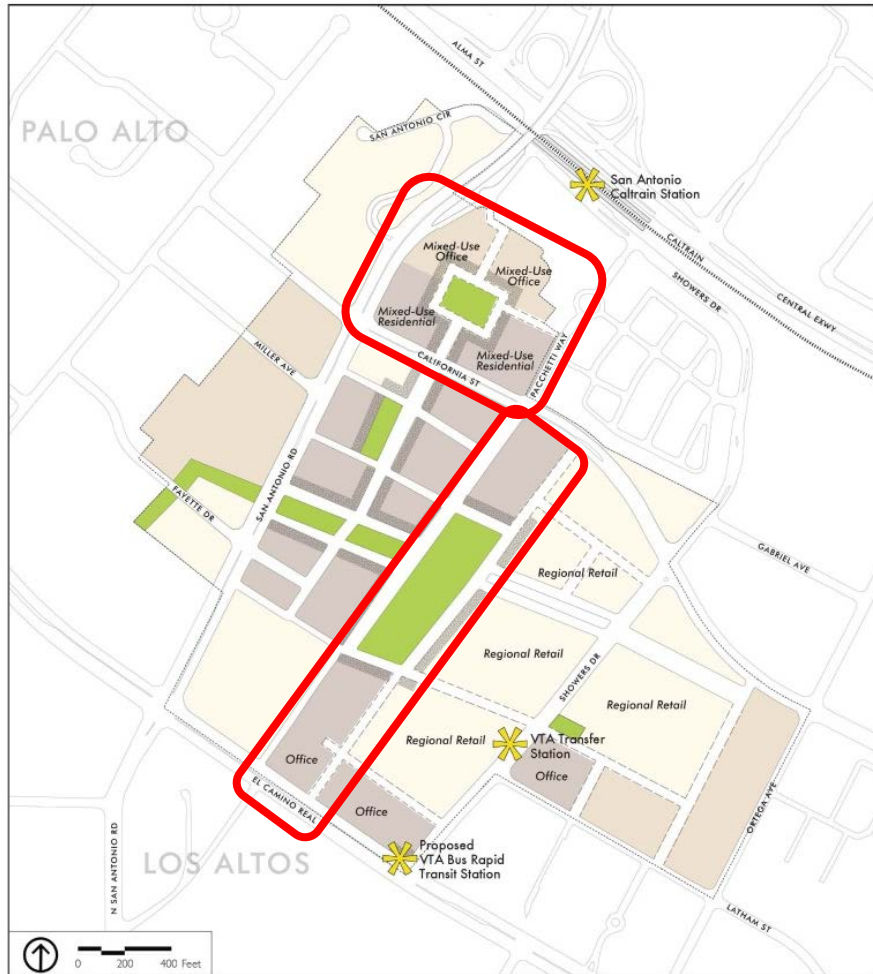 ALMA ST
PALO ALTO
SAN ANTONIO CIR
San Antonio
Caltrain Station
CALTRAIN
CENTRAL EXWY
SHOWERS DR
Mixed-Use
Office
Mixed-Use
Office
Mixed-Use
Residential
Mixed-Use
Residential
PACCHETTI WAY
CALIFORNIA ST
MILLER AVE
SAN ANTONIO RD
FAYETTE DR
GABRIEL AVE
Regional Retail
Regional Retail
SHOWERS DR
Regional Retail
Regional Retail
VTA Transfer
Station
Office
Office
ORTEGA AVE
EL CAMINO REAL
Office
N SAN ANTONIO RD
LOS ALTOS
Proposed
VTA Bus Rapid
Transit Station
LATHAM ST
0 200 400 Feet